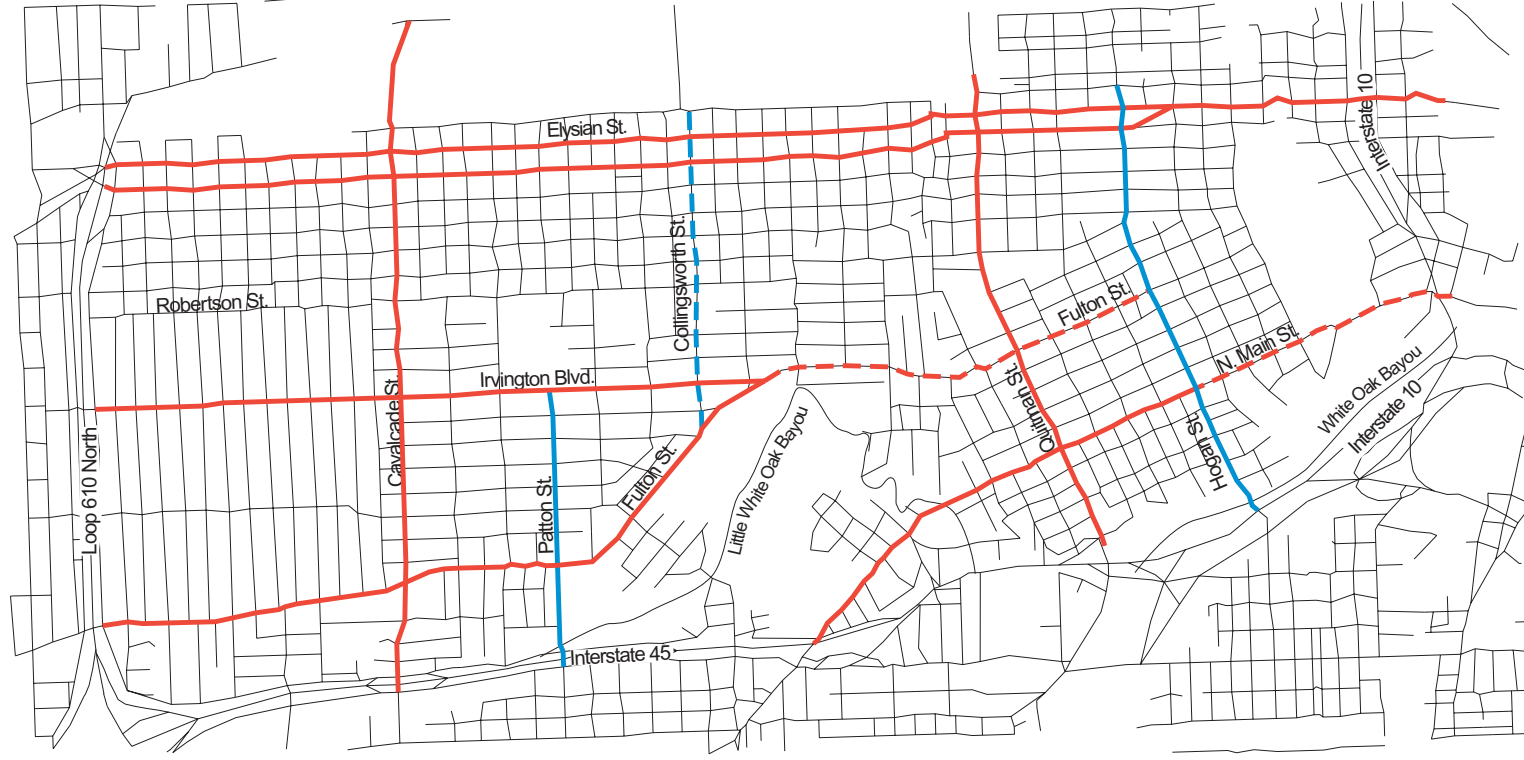 Elysian St.
Interstate 10
Collingsworth St.
Robertson St.
Fulton St.
N. Main St.
Irvington Blvd.
Cavalcade St.
Quitman St.
White Oak Bayou
Interstate 10
Hogan St.
Loop 610 North
Patton St.
Fulton St.
Little White Oak Bayou
Interstate 45